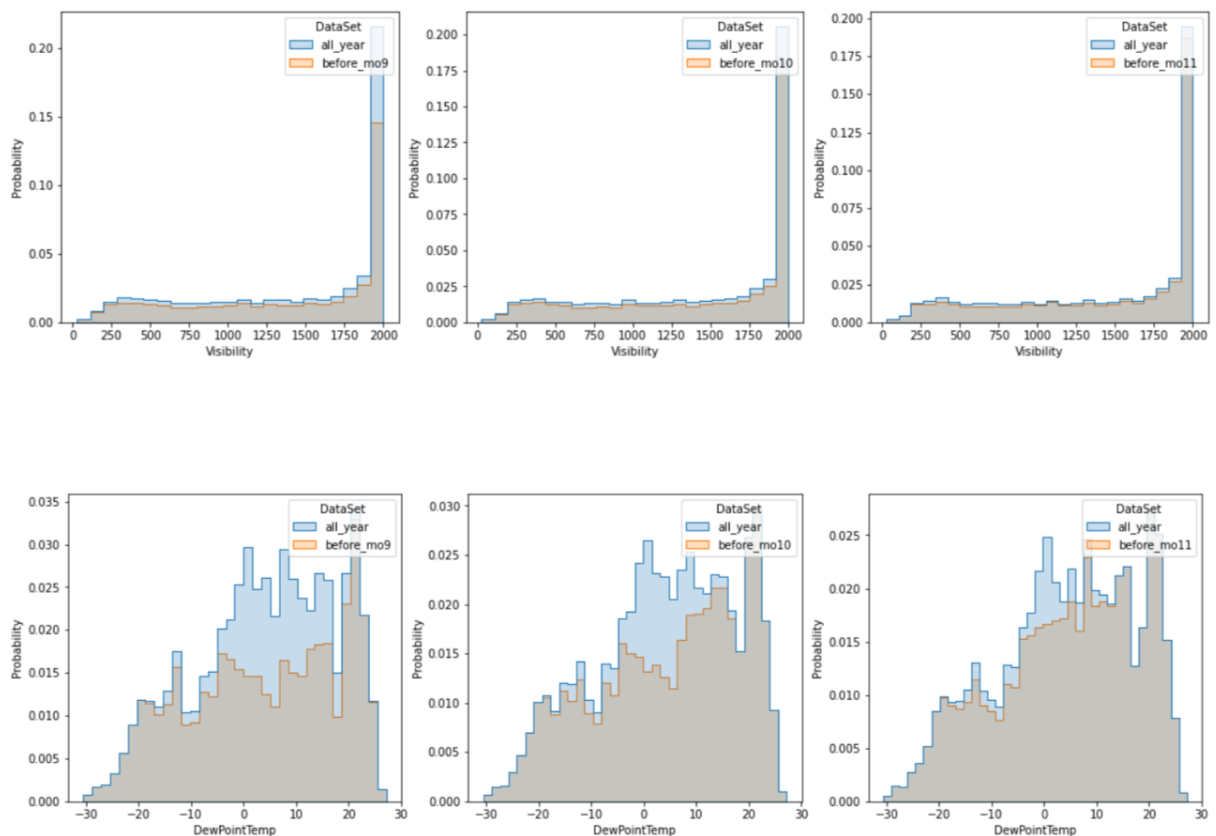 DataSet
all_year
before_mo9
0.20
0.15
0.10
0.05
0.00
Probability
0 250 500 750 1000 1250 1500 1750 2000
Visibility
DataSet
all_year
before_mo10
0.200
0.175
0.150
0.125
0.100
0.075
0.050
0.025
0.000
Probability
0 250 500 750 1000 1250 1500 1750 2000
Visibility
DataSet
all_year
before_mo11
0.200
0.175
0.150
0.125
0.100
0.075
0.050
0.025
0.000
Probability
0 250 500 750 1000 1250 1500 1750 2000
Visibility
DataSet
all_year
before_mo9
0.035
0.030
0.025
0.020
0.015
0.010
0.005
0.000
Probability
−30 −20 −10 0 10 20 30
DewPointTemp
DataSet
all_year
before_mo10
0.030
0.025
0.020
0.015
0.010
0.005
0.000
Probability
−30 −20 −10 0 10 20 30
DewPointTemp
DataSet
all_year
before_mo11
0.025
0.020
0.015
0.010
0.005
0.000
Probability
−30 −20 −10 0 10 20 30
DewPointTemp